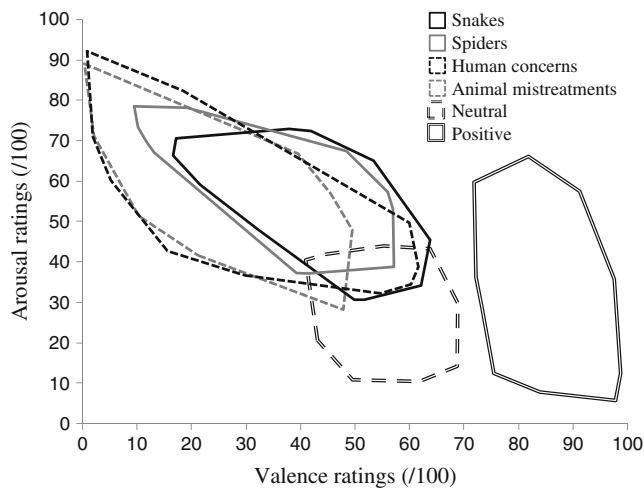 100
90
80
70
60
50
40
30
20
10
0
Arousal ratings (/100)
Snakes
Spiders
Human concerns
Animal mistreatments
Neutral
Positive
0 10 20 30 40 50 60 70 80 90 100
Valence ratings (/100)